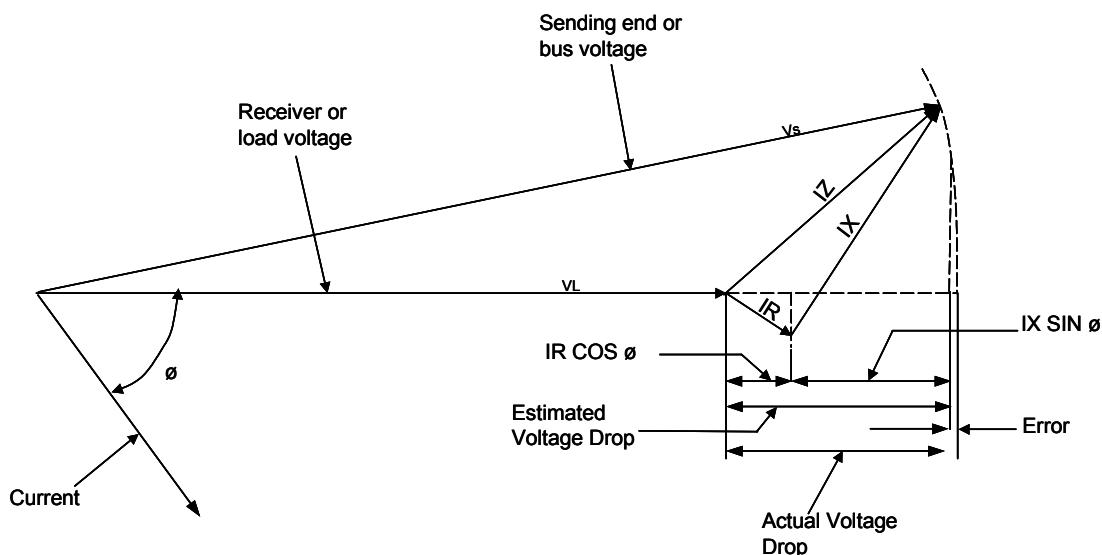 Sending end or
bus voltage
Receiver or
load voltage
Vs
IZ
IX
VL
IR
IX SIN ø
IR COS ø
ø
Estimated
Voltage Drop
Error
Current
Actual Voltage
Drop